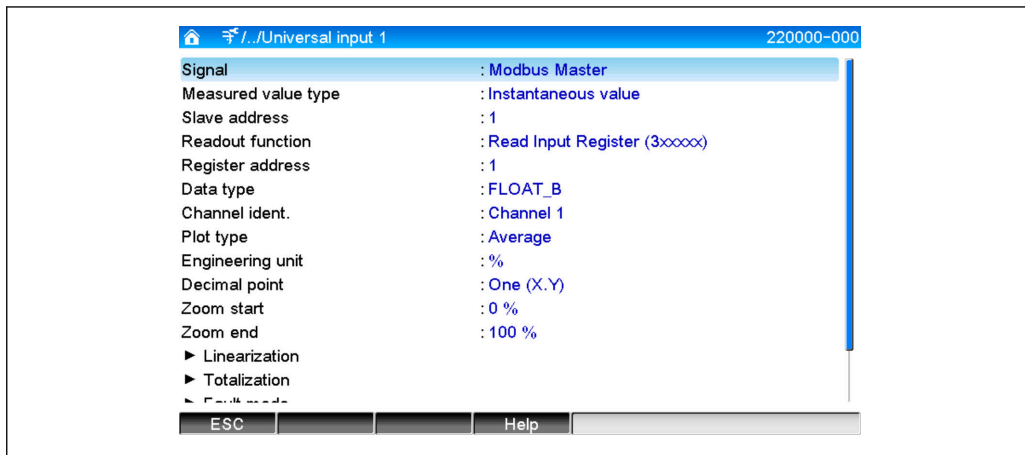 /../Universal input 1 220000-000
Signal : Modbus Master
Measured value type : Instantaneous value
Slave address : 1
Readout function : Read Input Register (3xxxxx)
Register address : 1
Data type : FLOAT_B
Channel ident. : Channel 1
Plot type : Average
Engineering unit : %
Decimal point : One (X.Y)
Zoom start : 0 %
Zoom end : 100 %
► Linearization
► Totalization
► Fault mode
ESC Help